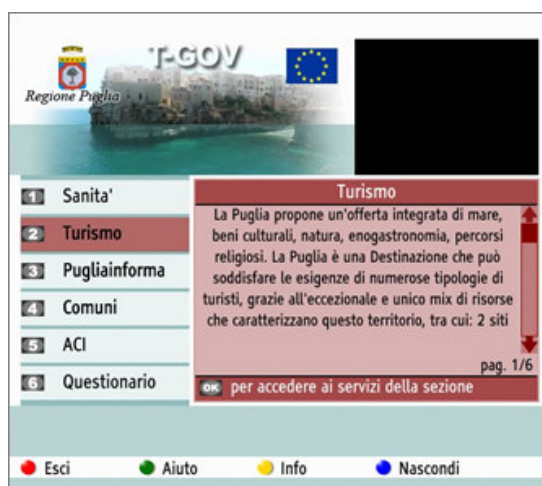 T-GOV
Regione Puglia
1 Sanita'
2 Turismo
3 Pugliainforma
4 Comuni
5 ACI
6 Questionario
Turismo
La Puglia propone un'offerta integrata di mare,
beni culturali, natura, enogastronomia, percorsi
religiosi. La Puglia è una Destinazione che può
soddisfare le esigenze di numerose tipologie di
turisti, grazie all'eccezionale e unico mix di risorse
che caratterizzano questo territorio, tra cui: 2 siti
pag. 1/6
OK per accedere ai servizi della sezione
Esci Aiuto Info Nascondi